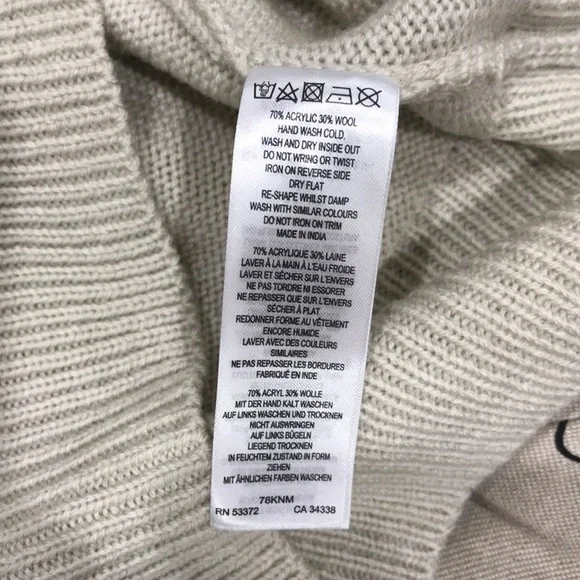 70% ACRYLIC 30% WOOL
HAND WASH COLD.
WASH AND DRY INSIDE OUT
DO NOT WRING OR TWIST
IRON ON REVERSE SIDE
DRY FLAT
RE-SHAPE WHILST DAMP
WASH WITH SIMILAR COLOURS
DO NOT IRON ON TRIM
MADE IN INDIA
70% ACRYLIQUE 30% LAINE
LAVER À LA MAIN À L'EAU FROIDE
LAVER ET SÉCHER SUR L'ENVERS
NE PAS TORDRE NI ESSORER
NE REPASSER QUE SUR L'ENVERS
SÉCHER À PLAT
REDONNER FORME AU VÊTEMENT
ENCORE HUMIDE
LAVER AVEC DES COULEURS
SIMILAIRES
NE PAS REPASSER LES BORDURES
FABRIQUÉ EN INDE
70% ACRYL 30% WOLLE
MIT DER HAND KALT WASCHEN
AUF LINKS WASCHEN UND TROCKNEN
NICHT AUSWRINGEN
AUF LINKS BÜGELN
LIEGEND TROCKNEN
IN FEUCHTEM ZUSTAND IN FORM
ZIEHEN
MIT ÄHNLICHEN FARBEN WASCHEN
78KNM
RN 53372 CA 34338